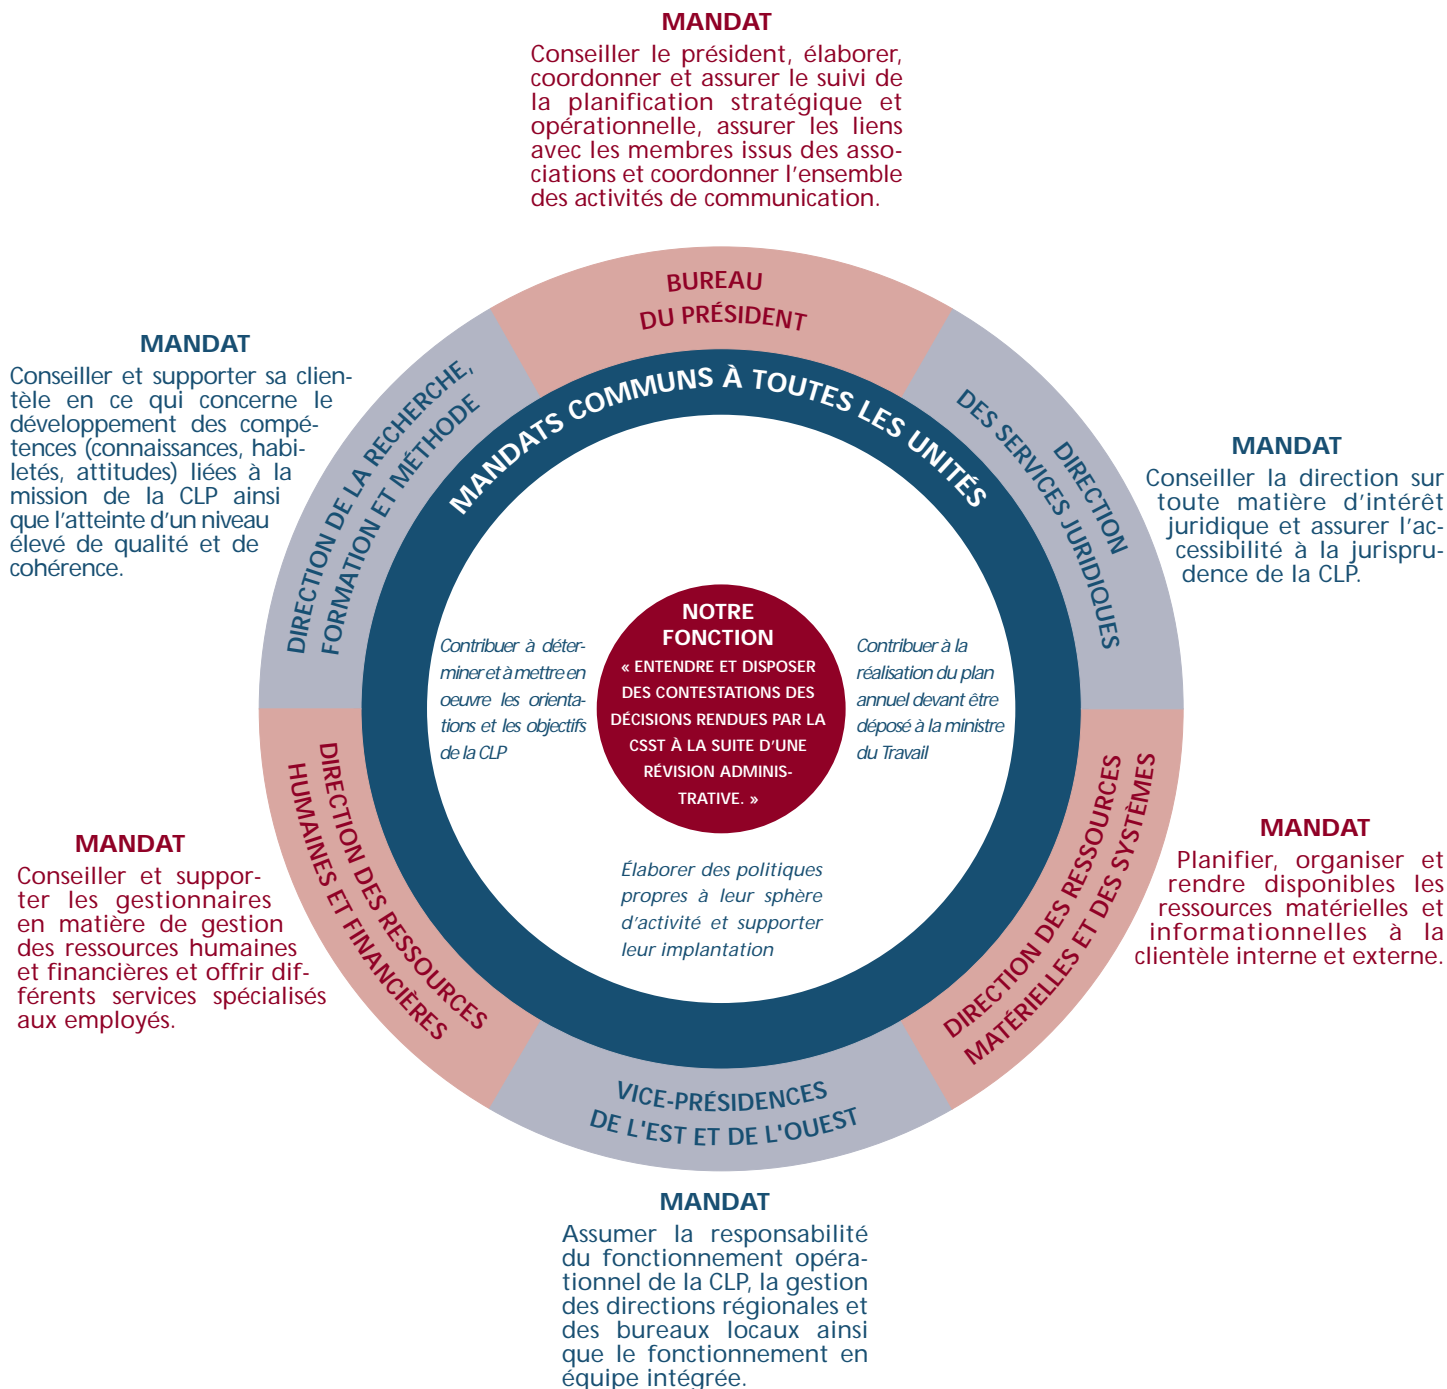 MANDAT
Conseiller le président, élaborer,
coordonner et assurer le suivi de
la planification stratégique et
opérationnelle, assurer les liens
avec les membres issus des asso-
ciations et coordonner l'ensemble
des activités de communication.
BUREAU
DU PRÉSIDENT
MANDAT
Conseiller et supporter sa clien-
tèle en ce qui concerne le
développement des compé-
tences (connaissances, habi-
letés, attitudes) liées à la
mission de la CLP ainsi
que l'atteinte d'un niveau
élevé de qualité et de
cohérence.
DIRECTION DE LA RECHERCHE,
FORMATION ET MÉTHODE
MANDATS COMMUNS À TOUTES LES UNITÉS
DIRECTION
DES SERVICES JURIDIQUES
MANDAT
Conseiller la direction sur
toute matière d'intérêt
juridique et assurer l'ac-
cessibilité à la jurispru-
dence de la CLP.
Contribuer à déter-
miner et à mettre en
oeuvre les orienta-
tions et les objectifs
de la CLP
NOTRE
FONCTION
« ENTENDRE ET DISPOSER
DES CONTESTATIONS DES
DÉCISIONS RENDUES PAR LA
CSST À LA SUITE D'UNE
RÉVISION ADMINIS-
TRATIVE. »
Contribuer à la
réalisation du plan
annuel devant être
déposé à la ministre
du Travail
Élaborer des politiques
propres à leur sphère
d'activité et supporter
leur implantation
DIRECTION DES RESSOURCES
HUMAINES ET FINANCIÈRES
MANDAT
Conseiller et suppor-
ter les gestionnaires
en matière de gestion
des ressources humaines
et financières et offrir dif-
férents services spécialisés
aux employés.
DIRECTION DES RESSOURCES
MATÉRIELLES ET DES SYSTÈMES
MANDAT
Planifier, organiser et
rendre disponibles les
ressources matérielles et
informationnelles à la
clientèle interne et externe.
VICE-PRÉSIDENCES
DE L'EST ET DE L'OUEST
MANDAT
Assumer la responsabilité
du fonctionnement opéra-
tionnel de la CLP, la gestion
des directions régionales et
des bureaux locaux ainsi
que le fonctionnement en
équipe intégrée.